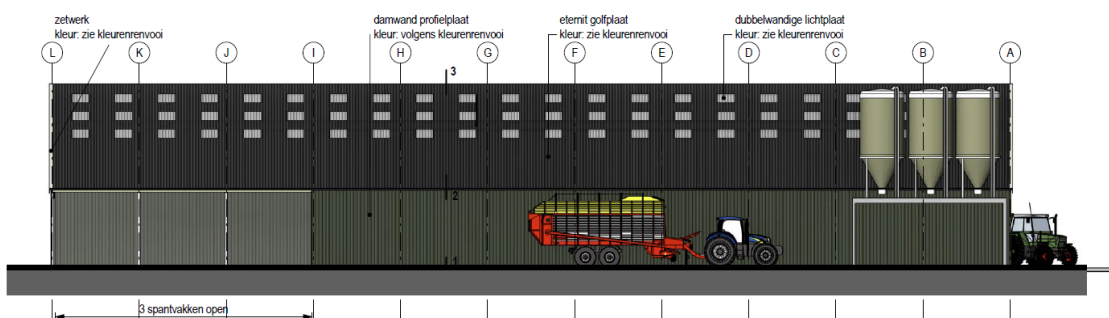 zetwerk
kleur: zie kleurenrenvooi
damwand profielplaat
kleur: volgens kleurenrenvooi
eternit golfplaat
kleur: zie kleurenrenvooi
dubbelwandige lichtplaat
kleur: zie kleurenrenvooi
L K J I H G F E D C B A
3
2
1
3 spantvakken open